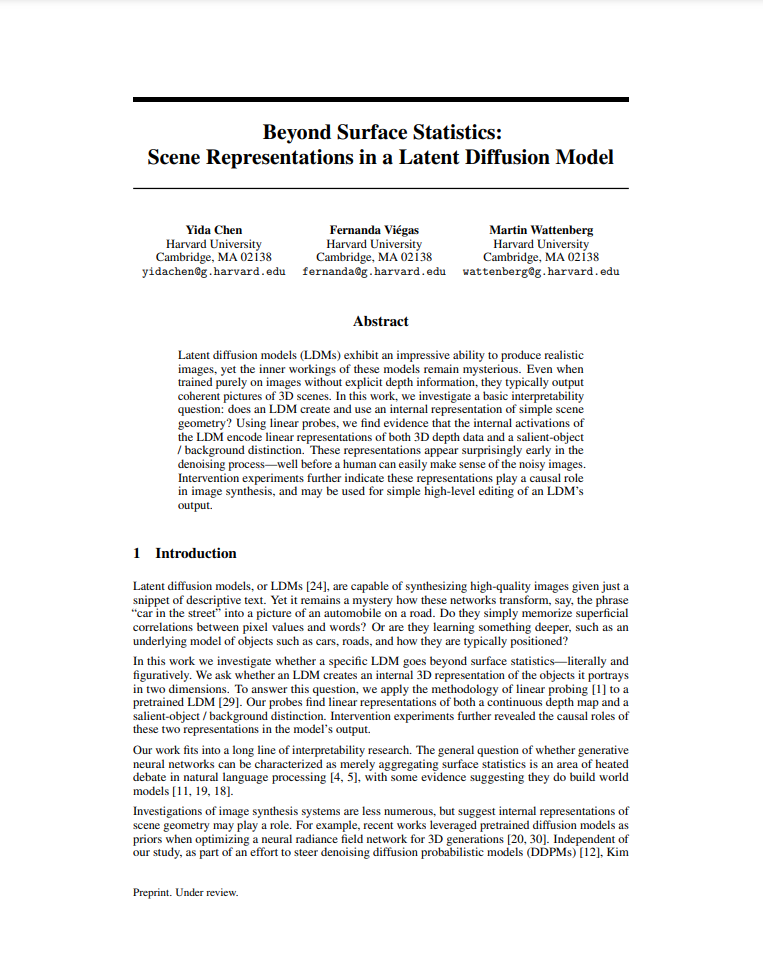 Beyond Surface Statistics:
Scene Representations in a Latent Diffusion Model
Yida Chen
Harvard University
Cambridge, MA 02138
yidachen@g.harvard.edu
Fernanda Viégas
Harvard University
Cambridge, MA 02138
fernanda@g.harvard.edu
Martin Wattenberg
Harvard University
Cambridge, MA 02138
wattenberg@g.harvard.edu
Abstract
Latent diffusion models (LDMs) exhibit an impressive ability to produce realistic
images, yet the inner workings of these models remain mysterious. Even when
trained purely on images without explicit depth information, they typically output
coherent pictures of 3D scenes. In this work, we investigate a basic interpretability
question: does an LDM create and use an internal representation of simple scene
geometry? Using linear probes, we find evidence that the internal activations of
the LDM encode linear representations of both 3D depth data and a salient-object
/ background distinction. These representations appear surprisingly early in the
denoising process—well before a human can easily make sense of the noisy images.
Intervention experiments further indicate these representations play a causal role
in image synthesis, and may be used for simple high-level editing of an LDM’s
output.
1 Introduction
Latent diffusion models, or LDMs [24], are capable of synthesizing high-quality images given just a
snippet of descriptive text. Yet it remains a mystery how these networks transform, say, the phrase
“car in the street” into a picture of an automobile on a road. Do they simply memorize superficial
correlations between pixel values and words? Or are they learning something deeper, such as an
underlying model of objects such as cars, roads, and how they are typically positioned?
In this work we investigate whether a specific LDM goes beyond surface statistics—literally and
figuratively. We ask whether an LDM creates an internal 3D representation of the objects it portrays
in two dimensions. To answer this question, we apply the methodology of linear probing [1] to a
pretrained LDM [29]. Our probes find linear representations of both a continuous depth map and a
salient-object / background distinction. Intervention experiments further revealed the causal roles of
these two representations in the model’s output.
Our work fits into a long line of interpretability research. The general question of whether generative
neural networks can be characterized as merely aggregating surface statistics is an area of heated
debate in natural language processing [4, 5], with some evidence suggesting they do build world
models [11, 19, 18].
Investigations of image synthesis systems are less numerous, but suggest internal representations of
scene geometry may play a role. For example, recent works leveraged pretrained diffusion models as
priors when optimizing a neural radiance field network for 3D generations [20, 30]. Independent of
our study, as part of an effort to steer denoising diffusion probabilistic models (DDPMs) [12], Kim
Preprint. Under review.